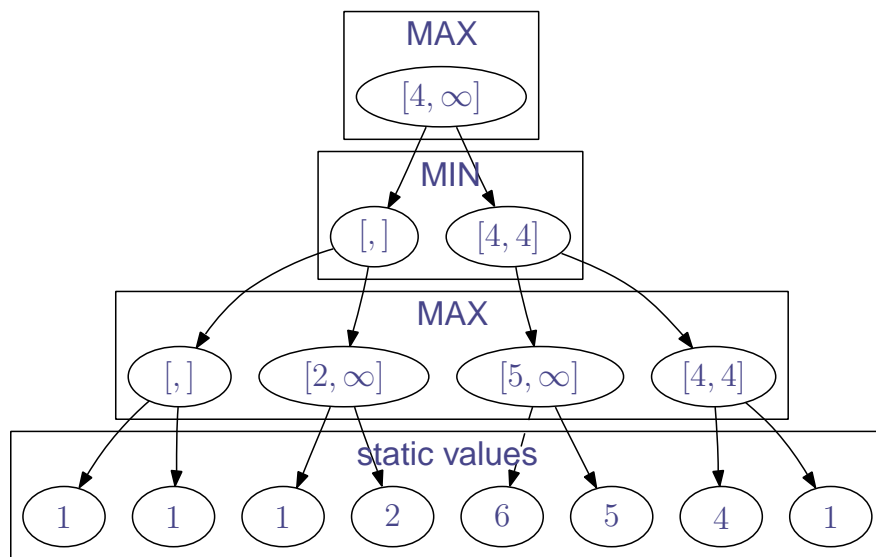 MAX
[4, ∞]
MIN
[, ] [4, 4]
MAX
[, ] [2, ∞] [5, ∞] [4, 4]
static values
1 1 1 2 6 5 4 1